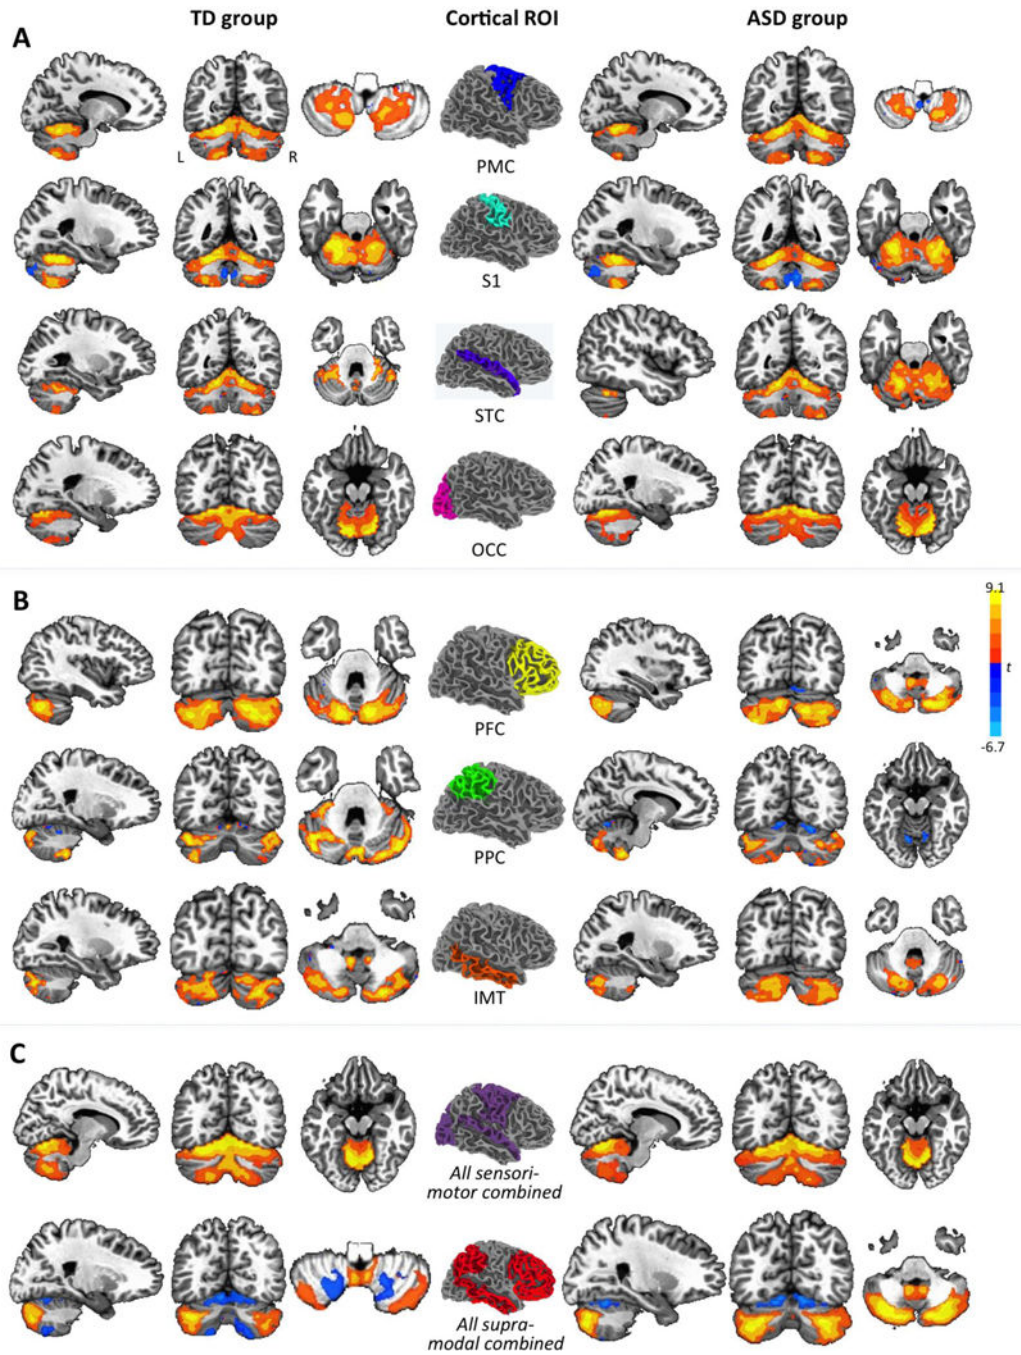 TD group
Cortical ROI
ASD group
A
L
R
PMC
S1
STC
OCC
B
9.1
t
-6.7
PFC
PPC
IMT
C
All sensori-
motor combined
All supra-
modal combined